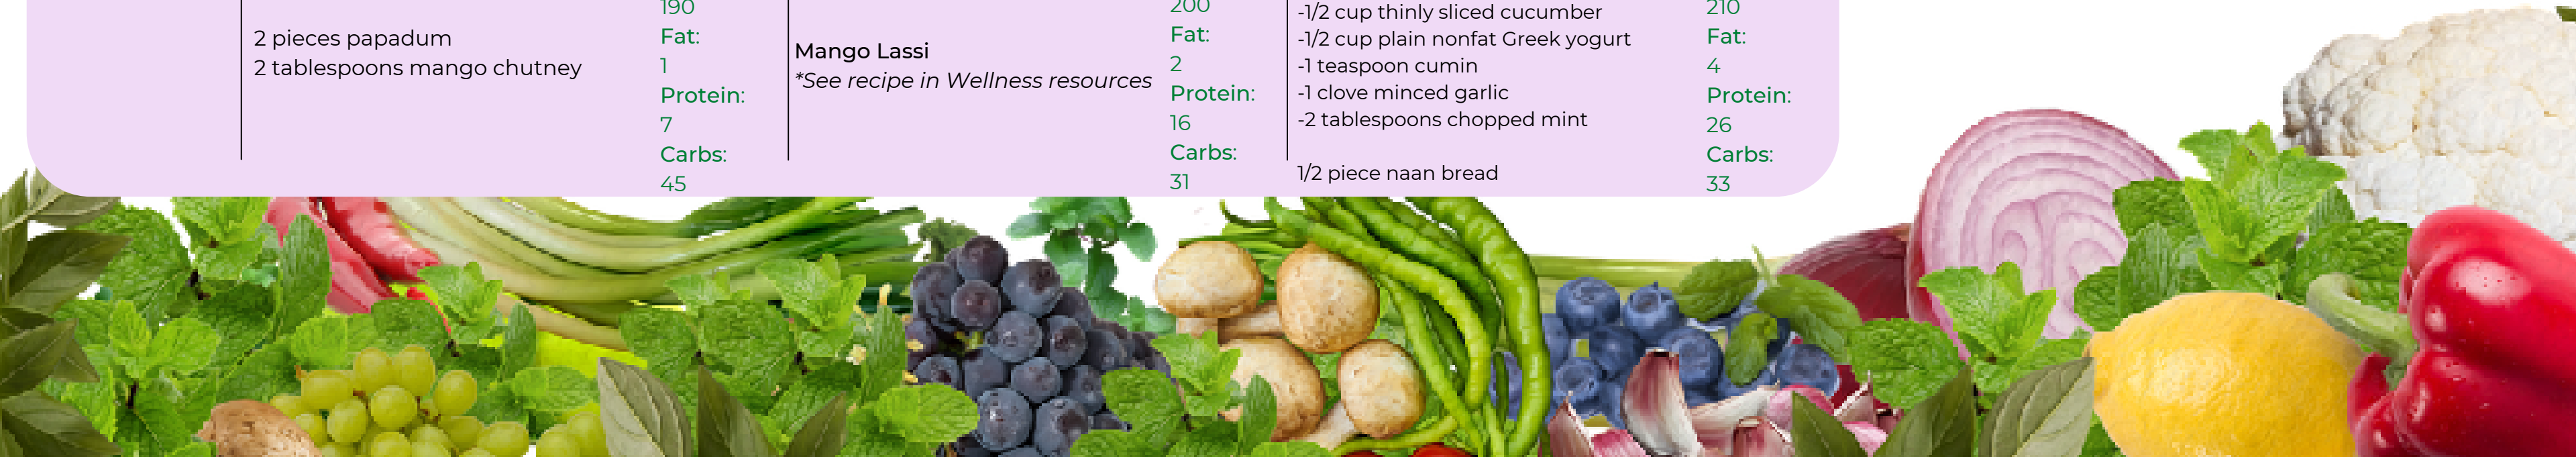 2 pieces papadum
2 tablespoons mango chutney
190
Fat:
1
Protein:
7
Carbs:
45
Mango Lassi
*See recipe in Wellness resources
200
Fat:
2
Protein:
16
Carbs:
31
-1/2 cup thinly sliced cucumber
-1/2 cup plain nonfat Greek yogurt
-1 teaspoon cumin
-1 clove minced garlic
-2 tablespoons chopped mint
1/2 piece naan bread
210
Fat:
4
Protein:
26
Carbs:
33